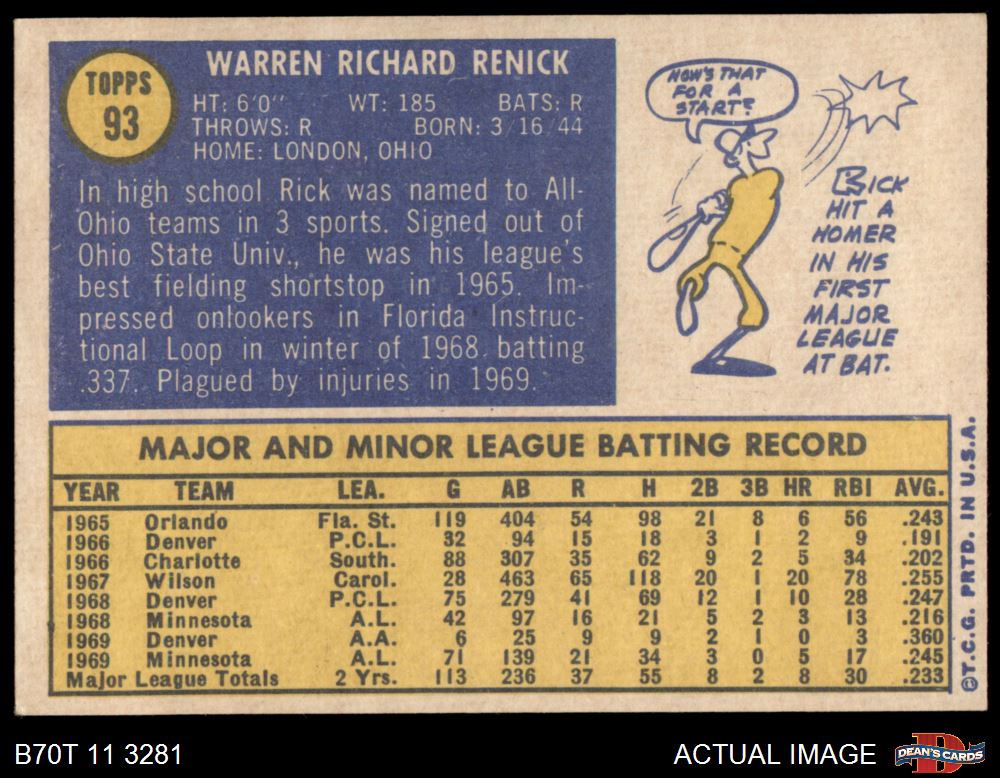 TOPPS
93
WARREN RICHARD RENICK
HT: 6'0" WT: 185 BATS: R
THROWS: R BORN: 3/16/44
HOME: LONDON, OHIO
In high school Rick was named to All-
Ohio teams in 3 sports. Signed out of
Ohio State Univ., he was his league's
best fielding shortstop in 1965. Im-
pressed onlookers in Florida Instruc-
tional Loop in winter of 1968 batting
.337. Plagued by injuries in 1969.
HOW'S THAT
FOR A
START?
RICK
HIT A
HOMER
IN HIS
FIRST
MAJOR
LEAGUE
AT BAT.
MAJOR AND MINOR LEAGUE BATTING RECORD
YEAR TEAM LEA. G AB R H 2B 3B HR RBI AVG.
1965 Orlando Fla. St. 119 404 54 98 21 8 6 56 .243
1966 Denver P.C.L. 32 94 15 18 3 1 2 9 .191
1966 Charlotte South. 88 307 35 62 9 2 5 34 .202
1967 Wilson Carol. 28 463 65 118 20 1 20 78 .255
1968 Denver P.C.L. 75 279 41 69 12 1 10 28 .247
1968 Minnesota A.L. 42 97 16 21 5 2 3 13 .216
1969 Denver A.A. 6 25 9 9 2 1 0 3 .360
1969 Minnesota A.L. 71 139 21 34 3 0 5 17 .245
Major League Totals 2 Yrs. 113 236 37 55 8 2 8 30 .233
©T.C.G. PRTD. IN U.S.A.
B70T 11 3281
ACTUAL IMAGE
DEAN'S CARDS